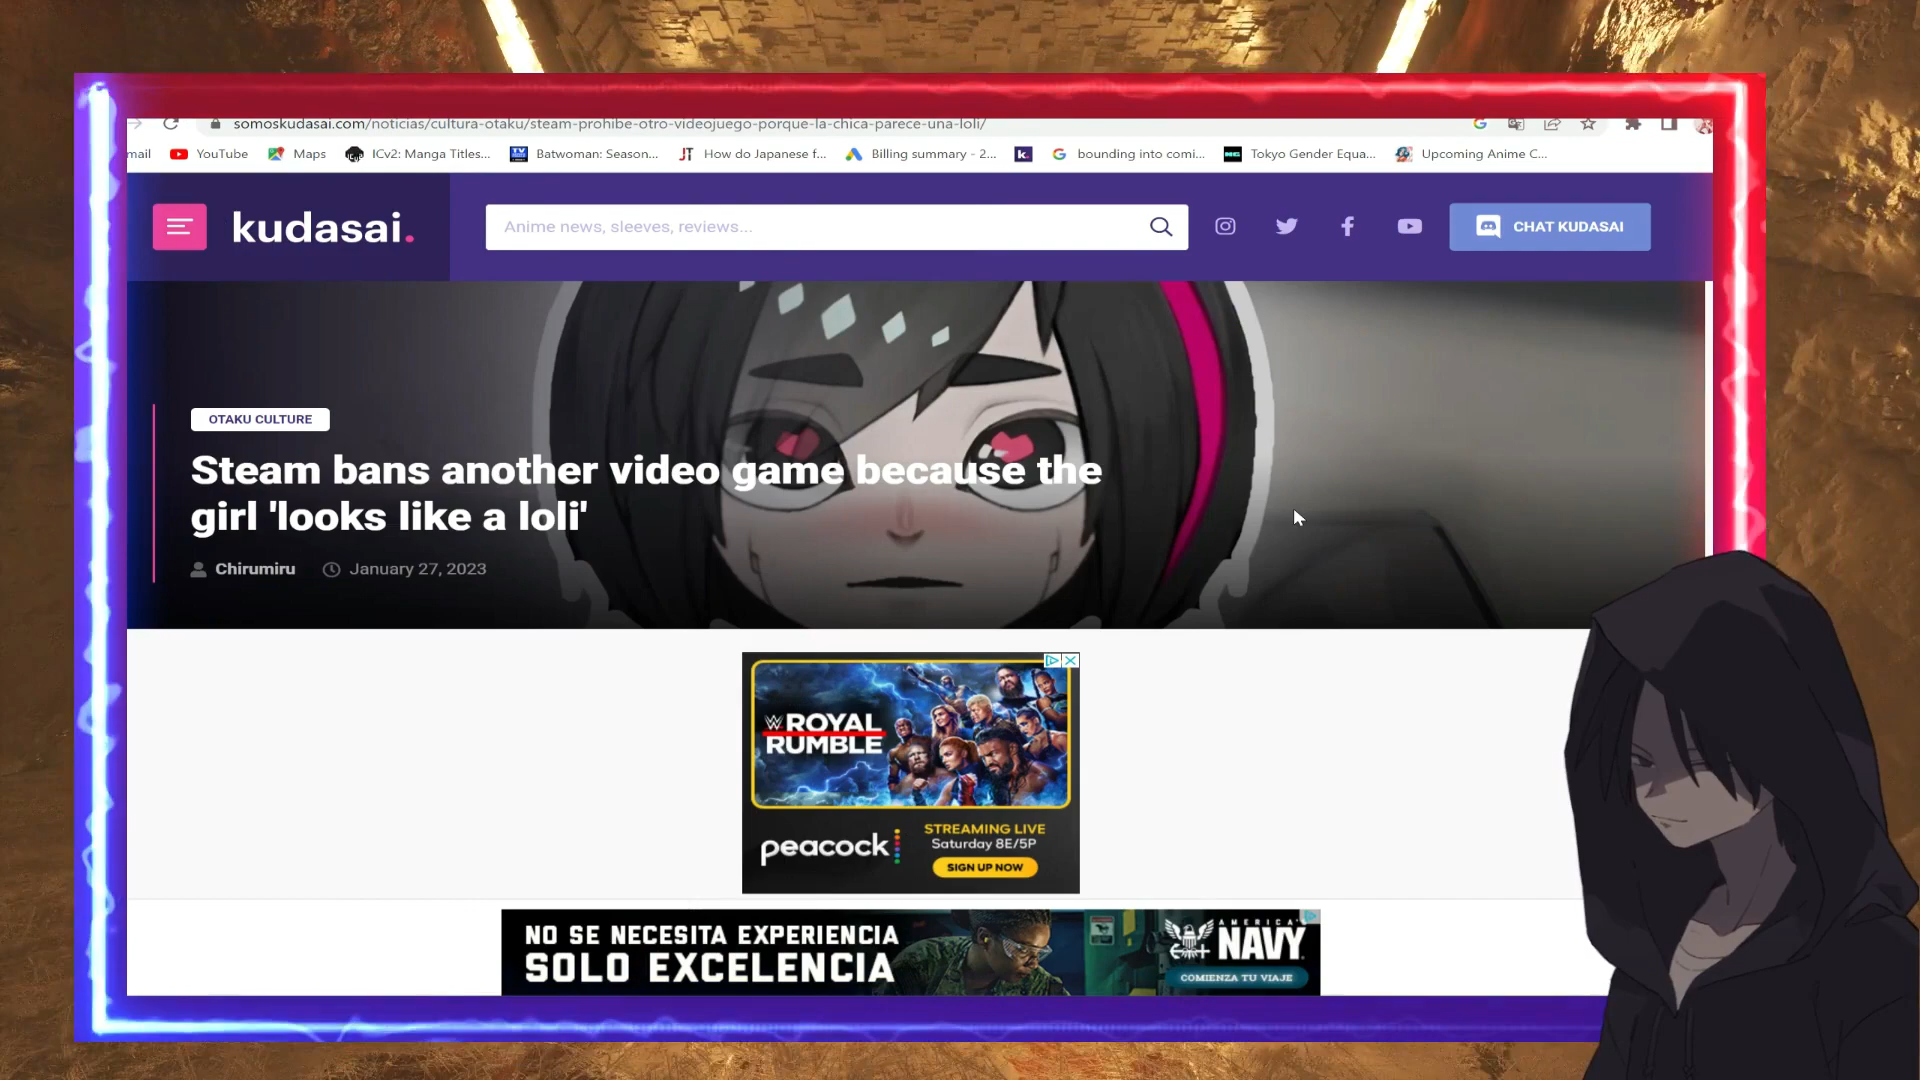 somoskudasai.com/noticias/cultura-otaku/steam-prohibe-otro-videojuego-porque-la-chica-parece-una-loli/
mail YouTube Maps ICv2: Manga Titles... Batwoman: Season... How do Japanese f... Billing summary - 2... k. bounding into comi... Tokyo Gender Equa... Upcoming Anime C...
kudasai.
Anime news, sleeves, reviews...
CHAT KUDASAI
OTAKU CULTURE
Steam bans another video game because the
girl 'looks like a loli'
Chirumiru January 27, 2023
W ROYAL
RUMBLE
peacock
STREAMING LIVE
Saturday 8E/5P
SIGN UP NOW
NO SE NECESITA EXPERIENCIA
SOLO EXCELENCIA
AMERICA'S
NAVY
COMIENZA TU VIAJE